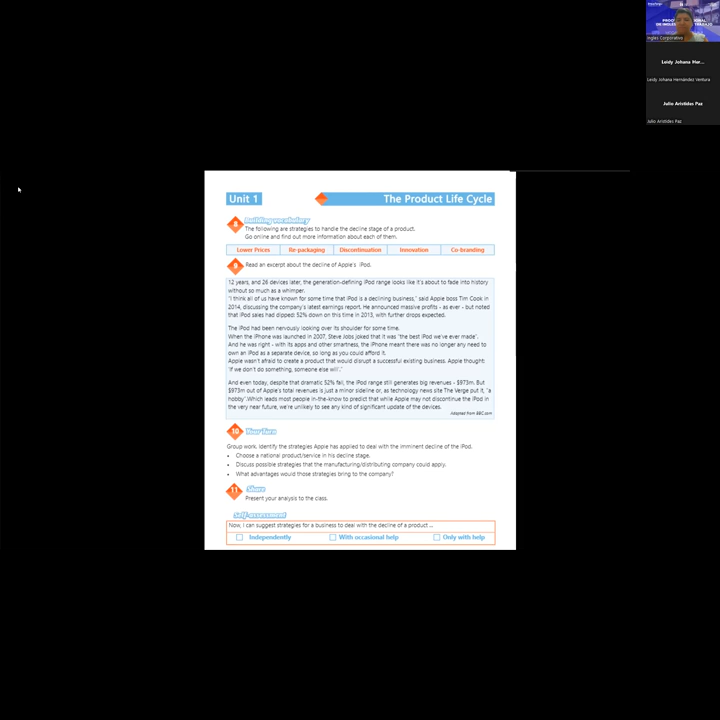 Inglés Corporativo
Leidy Johana Her...
Leidy Johana Hernández Ventura
Julio Aristides Paz
Julio Aristides Paz
Unit 1
The Product Life Cycle
8
Building vocabulary
The following are strategies to handle the decline stage of a product.
Go online and find out more information about each of them.
Lower Prices Re-packaging Discontinuation Innovation Co-branding
9
Read an excerpt about the decline of Apple's iPod.
12 years, and 26 devices later, the generation-defining iPod range looks like it's about to fade into history
without so much as a whimper.
"I think all of us have known for some time that iPod is a declining business," said Apple boss Tim Cook in
2014, discussing the company's latest earnings report. He announced massive profits - as ever - but noted
that iPod sales had dipped: 52% down on this time in 2013, with further drops expected.
The iPod had been nervously looking over its shoulder for some time.
When the iPhone was launched in 2007, Steve Jobs joked that it was "the best iPod we've ever made".
And he was right - with its apps and other smartness, the iPhone meant there was no longer any need to
own an iPod as a separate device, so long as you could afford it.
Apple wasn't afraid to create a product that would disrupt a successful existing business. Apple thought:
'If we don't do something, someone else will'."
And even today, despite that dramatic 52% fall, the iPod range still generates big revenues - $973m. But
$973m out of Apple's total revenues is just a minor sideline or, as technology news site The Verge put it, "a
hobby".Which leads most people in-the-know to predict that while Apple may not discontinue the iPod in
the very near future, we're unlikely to see any kind of significant update of the devices.
Adapted from BBC.com
10
Your Turn
Group work. Identify the strategies Apple has applied to deal with the imminent decline of the iPod.
• Choose a national product/service in his decline stage.
• Discuss possible strategies that the manufacturing/distributing company could apply.
• What advantages would those strategies bring to the company?
11
Share
Present your analysis to the class.
Self-assessment
Now, I can suggest strategies for a business to deal with the decline of a product ...
Independently With occasional help Only with help